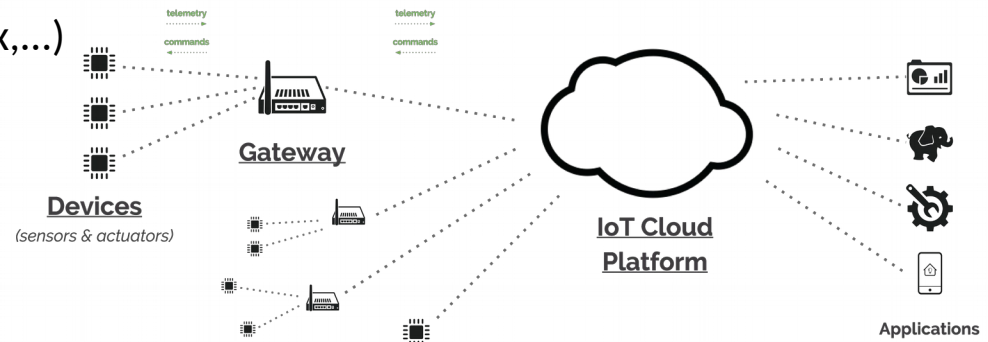 telemetry
telemetry
commands
commands
x,...)
Gateway
Devices
(sensors & actuators)
IoT Cloud
Platform
Applications